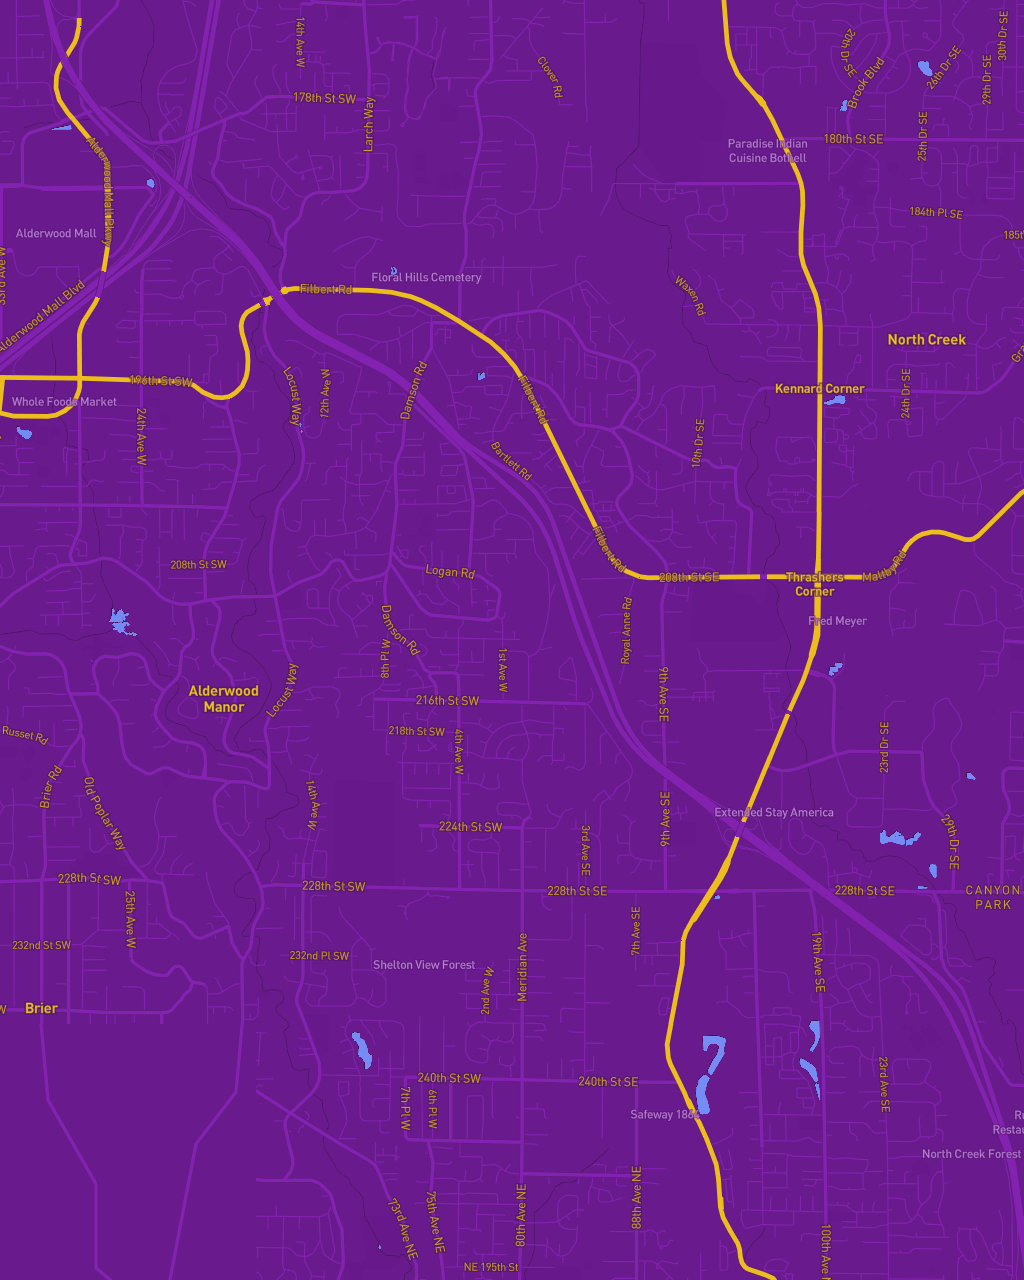 14th Ave W
20th Dr SE
30th Dr SE
Clover Rd
Brook Blvd
26th Dr SE
29th Dr SE
178th St SW
Larch Way
180th St SE
25th Dr SE
Paradise Indian
Cuisine Bothell
Alderwood Mall Pkwy
184th Pl SE
Alderwood Mall
33rd Ave W
Floral Hills Cemetery
Filbert Rd
Waxen Rd
Alderwood Mall Blvd
North Creek
196th St SW
Locust Way
12th Ave W
Damson Rd
Filbert Rd
Kennard Corner
24th Dr SE
Whole Foods Market
24th Ave W
10th Dr SE
Bartlett Rd
Filbert Rd
208th St SW
Logan Rd
208th St SE
Thrashers
Corner
Maltby Rd
Fred Meyer
Damson Rd
8th Pl W
1st Ave W
Royal Anne Rd
9th Ave SE
Alderwood
Manor
Locust Way
216th St SW
218th St SW
4th Ave W
23rd Dr SE
Russet Rd
Brier Rd
Old Poplar Way
14th Ave W
224th St SW
3rd Ave SE
9th Ave SE
Extended Stay America
29th Dr SE
228th St SW
228th St SW
228th St SE
228th St SE
CANYON
PARK
25th Ave W
232nd St SW
232nd Pl SW
Shelton View Forest
2nd Ave W
Meridian Ave
7th Ave SE
19th Ave SE
Brier
240th St SW
240th St SE
7th Pl W
6th Pl W
23rd Ave SE
Safeway 1864
North Creek Forest
73rd Ave NE
75th Ave NE
80th Ave NE
88th Ave NE
NE 195th St